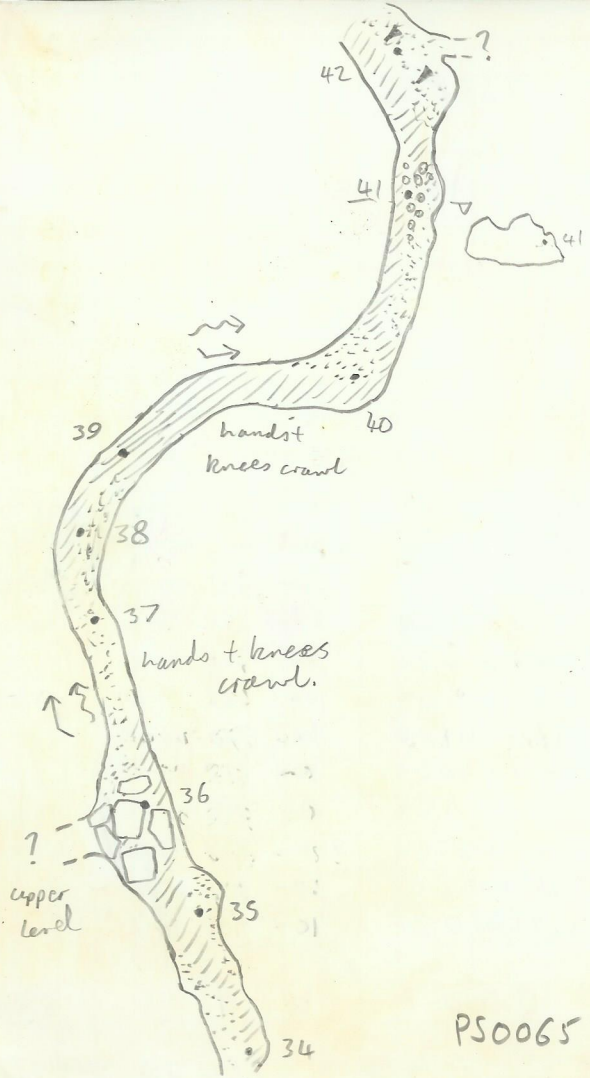 ?
42
41
41
39
40
hands +
knees crawl
38
37
hands + knees
crawl.
36
?
upper
level
35
34
PS0065